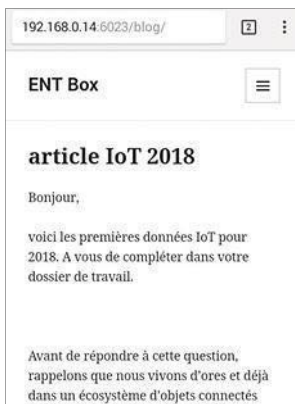 192.168.0.14:6023/blog/
2
ENT Box
article IoT 2018
Bonjour,
voici les premières données IoT pour
2018. A vous de compléter dans votre
dossier de travail.
Avant de répondre à cette question,
rappelons que nous vivons d'ores et déjà
dans un écosystème d'objets connectés